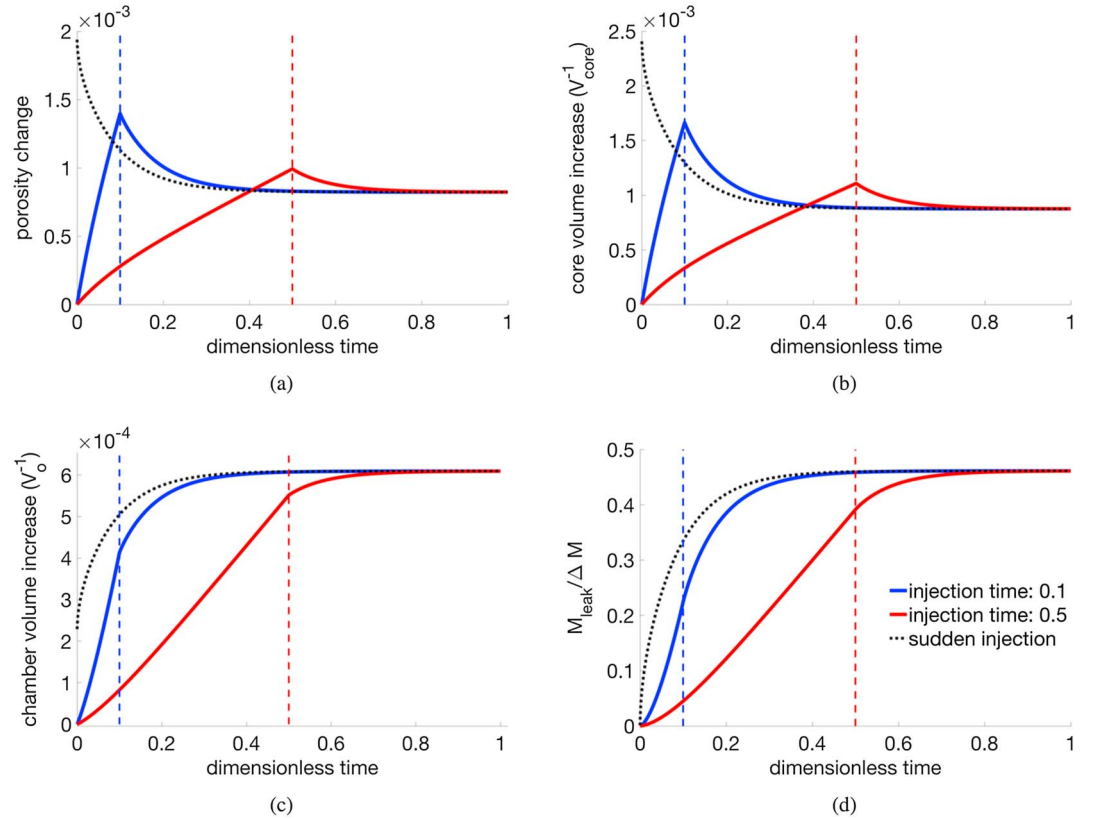 ×10⁻³
2
1.5
1
0.5
0
porosity change
0 0.2 0.4 0.6 0.8 1
dimensionless time
(a)
×10⁻³
2.5
2
1.5
1
0.5
0
core volume increase (V⁻¹core)
0 0.2 0.4 0.6 0.8 1
dimensionless time
(b)
×10⁻⁴
6
5
4
3
2
1
0
chamber volume increase (V⁻¹o)
0 0.2 0.4 0.6 0.8 1
dimensionless time
(c)
0.5
0.4
0.3
0.2
0.1
0
Mleak/Δ M
injection time: 0.1
injection time: 0.5
sudden injection
0 0.2 0.4 0.6 0.8 1
dimensionless time
(d)